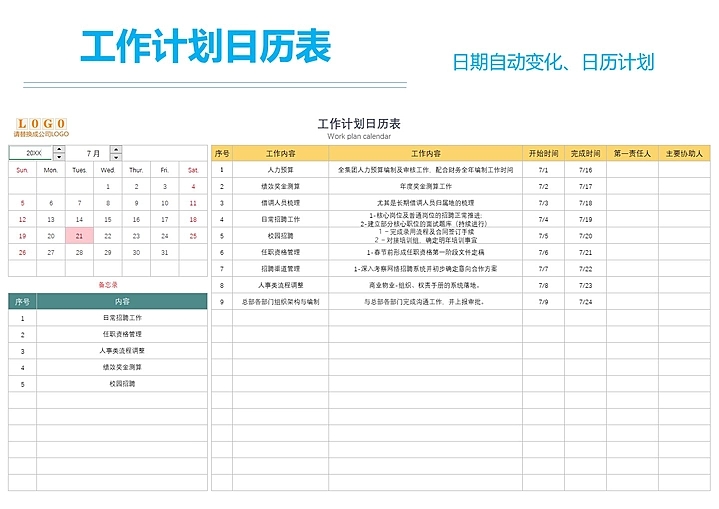 工作计划日历表
日期自动变化、日历计划
LOGO
请替换成公司LOGO
工作计划日历表
Work plan calendar
20XX 7 月
Sun. Mon. Tues. Wed. Thur. Fri. Sat.
1 2 3 4
5 6 7 8 9 10 11
12 13 14 15 16 17 18
19 20 21 22 23 24 25
26 27 28 29 30 31
备忘录
序号 内容
1 日常招聘工作
2 任职资格管理
3 人事类流程调整
4 绩效奖金测算
5 校园招聘
序号 工作内容 工作内容 开始时间 完成时间 第一责任人 主要协助人
1 人力预算 全集团人力预算编制及审核工作，配合财务全年编制工作时间 7/1 7/16
2 绩效奖金测算 年度奖金测算工作 7/2 7/17
3 借调人员梳理 尤其是长期借调人员归属地的梳理 7/3 7/18
4 日常招聘工作 1-核心岗位及普通岗位的招聘正常推进;
2-建立部分核心职位的面试题库（持续进行） 7/4 7/19
5 校园招聘 1－完成录用流程及合同签订手续
2－对接培训组，确定明年培训事宜 7/5 7/20
6 任职资格管理 1-春节前形成任职资格第一阶段文件定稿 7/6 7/21
7 招聘渠道管理 1-深入考察网络招聘系统并初步确定意向合作方案 7/7 7/22
8 人事类流程调整 商业物业-组织、权责手册的系统落地。 7/8 7/23
9 总部各部门组织架构与编制 与总部各部门完成沟通工作，并上报审批。 7/9 7/24